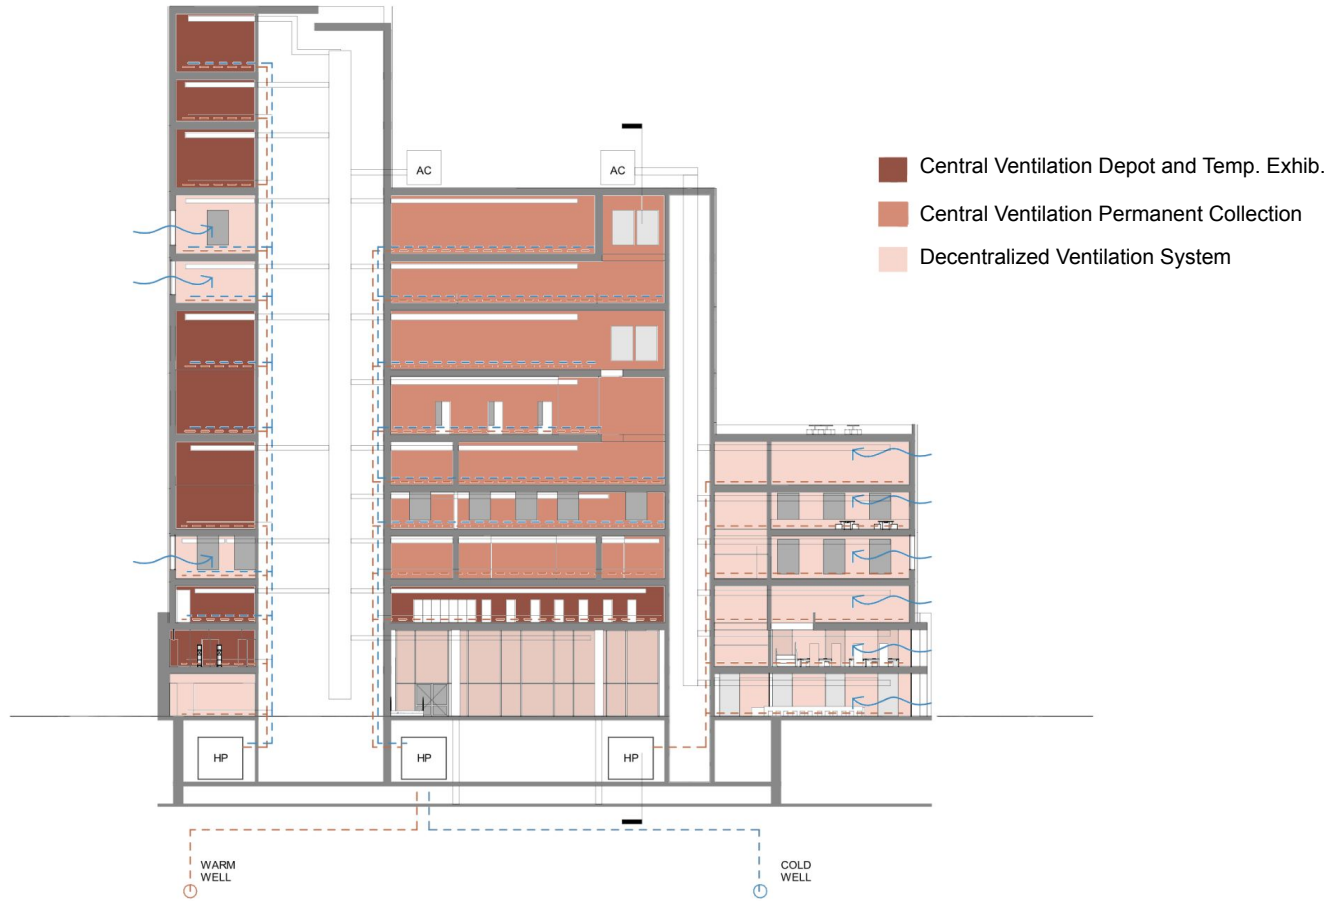 AC
AC
Central Ventilation Depot and Temp. Exhib.
Central Ventilation Permanent Collection
Decentralized Ventilation System
HP
HP
HP
WARM
WELL
COLD
WELL